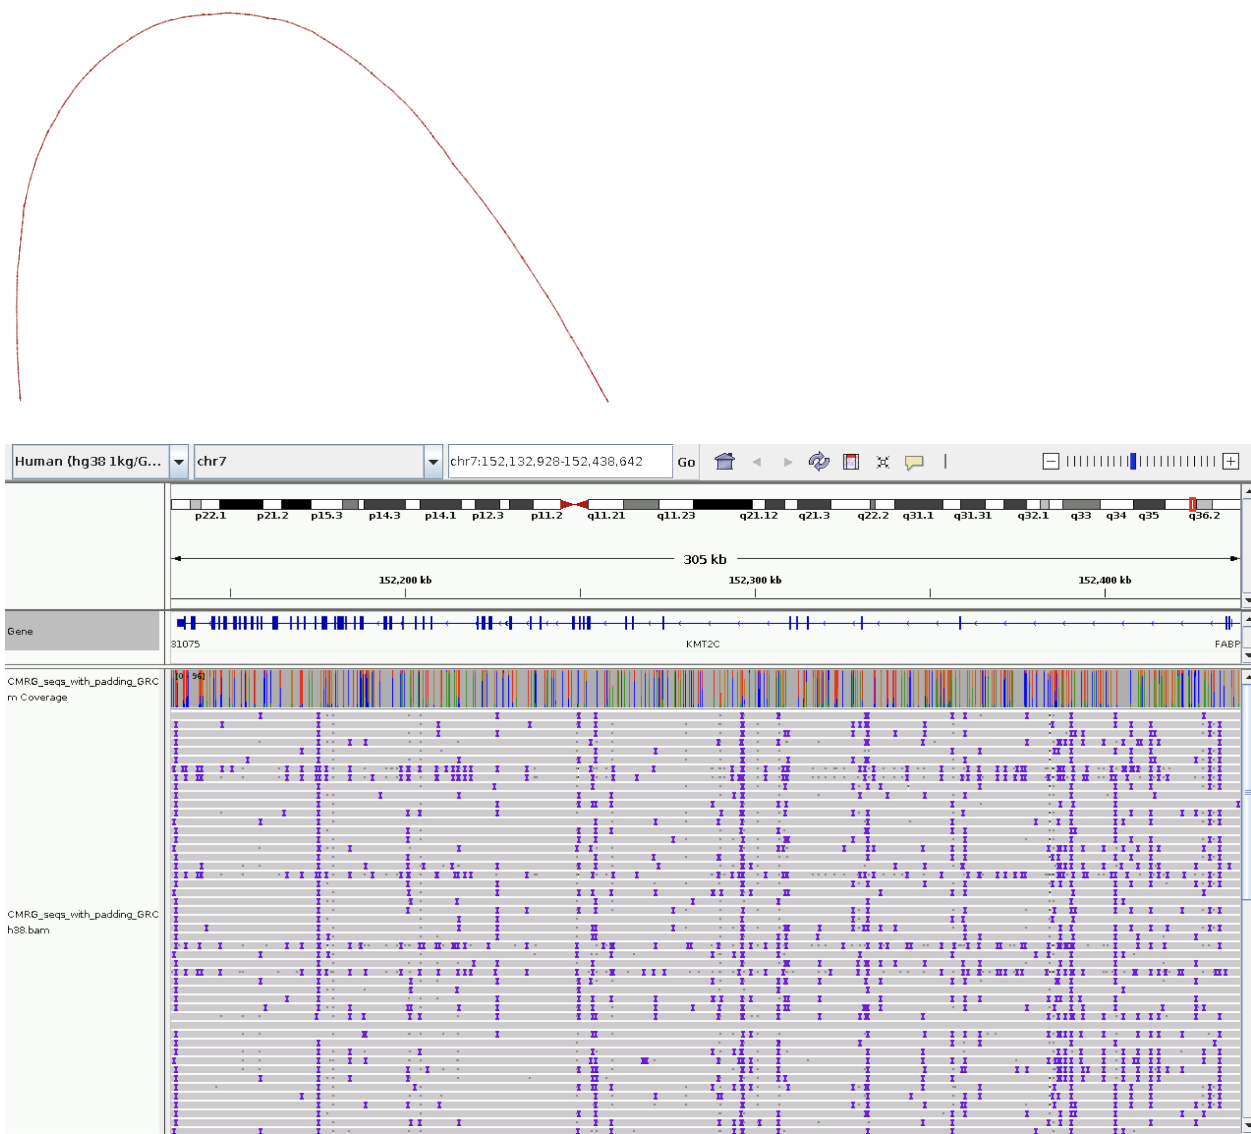 Human (hg38 1kg/G... chr7 chr7:152,132,928-152,438,642 Go
p22.1 p21.2 p15.3 p14.3 p14.1 p12.3 p11.2 q11.21 q11.23 q21.12 q21.3 q22.2 q31.1 q31.31 q32.1 q33 q34 q35 q36.2
305 kb
152,200 kb 152,300 kb 152,400 kb
Gene
31075 KMT2C FABP
CMRG_seqs_with_padding_GRC
m Coverage
[0 - 96]
CMRG_seqs_with_padding_GRC
h38.bam